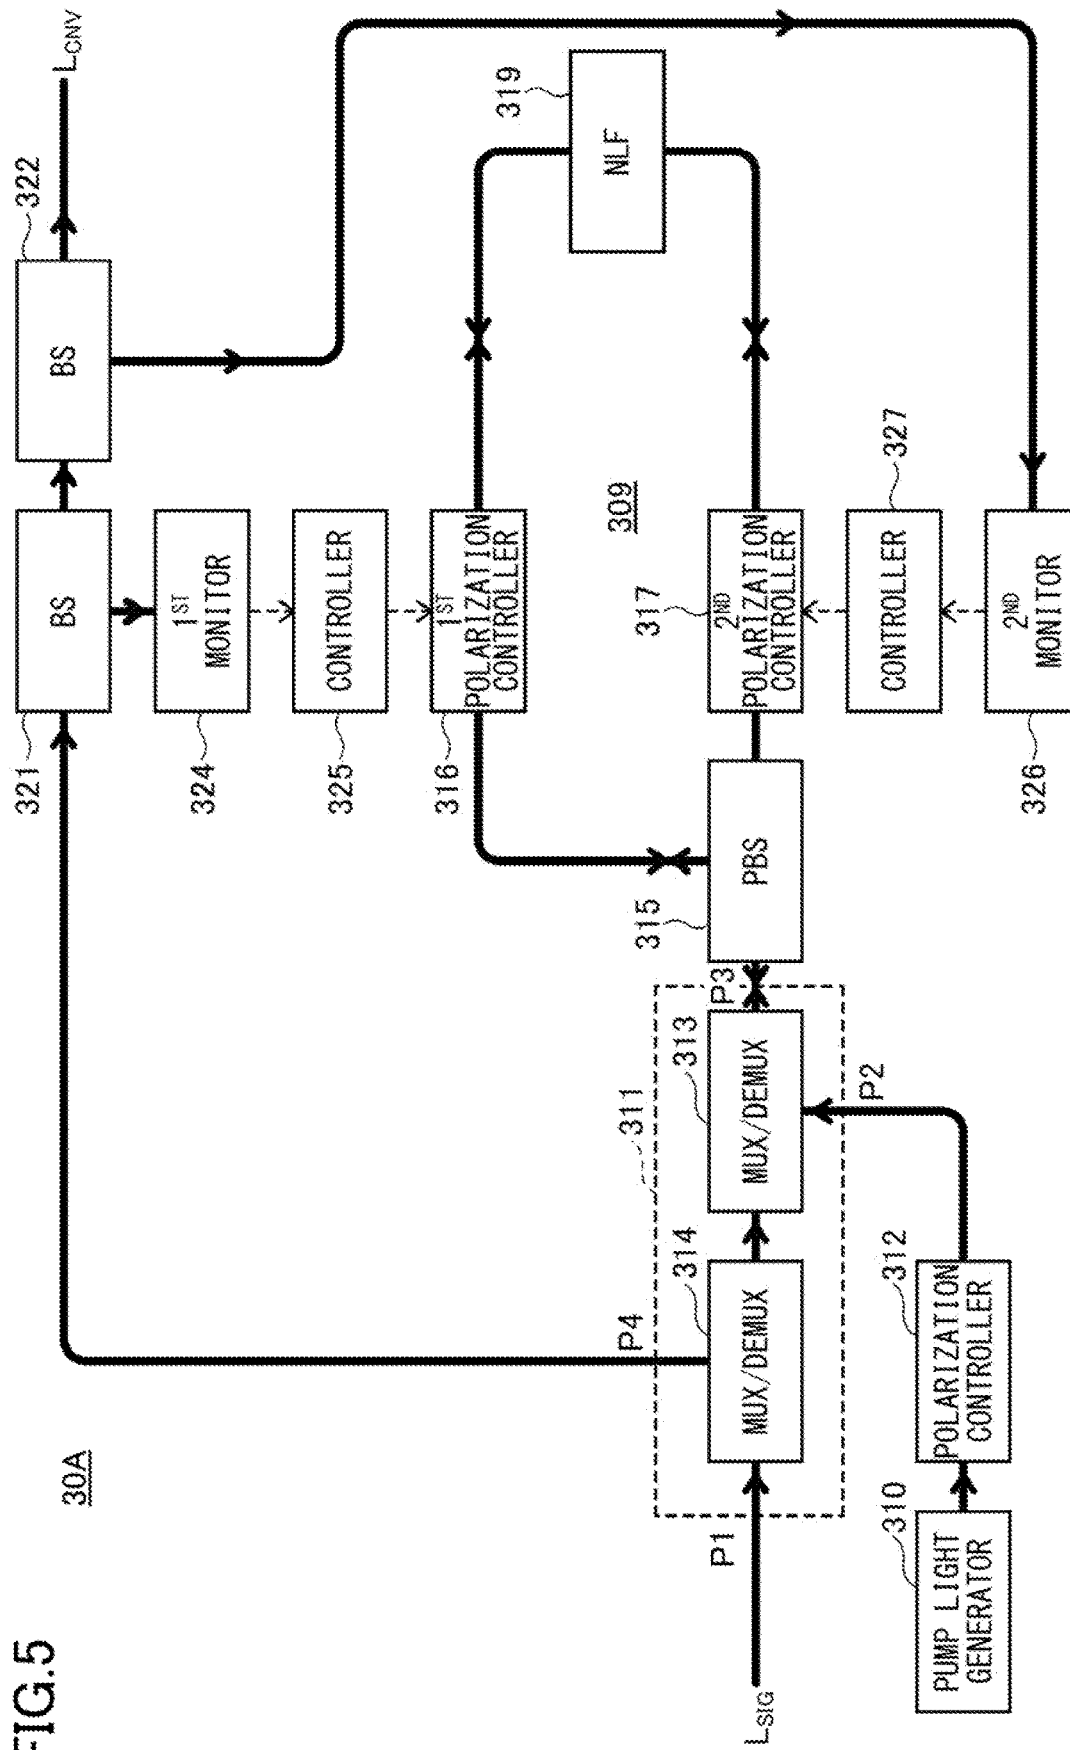 FIG.5
30A
L_CNV
322
BS
321
BS
324
1ST
MONITOR
325
CONTROLLER
316
1ST
POLARIZATION
CONTROLLER
319
NLF
309
317
2ND
POLARIZATION
CONTROLLER
327
CONTROLLER
326
2ND
MONITOR
315
PBS
P3
311
313
MUX/DEMUX
P2
314
MUX/DEMUX
P4
P1
L_SIG
312
POLARIZATION
CONTROLLER
310
PUMP LIGHT
GENERATOR